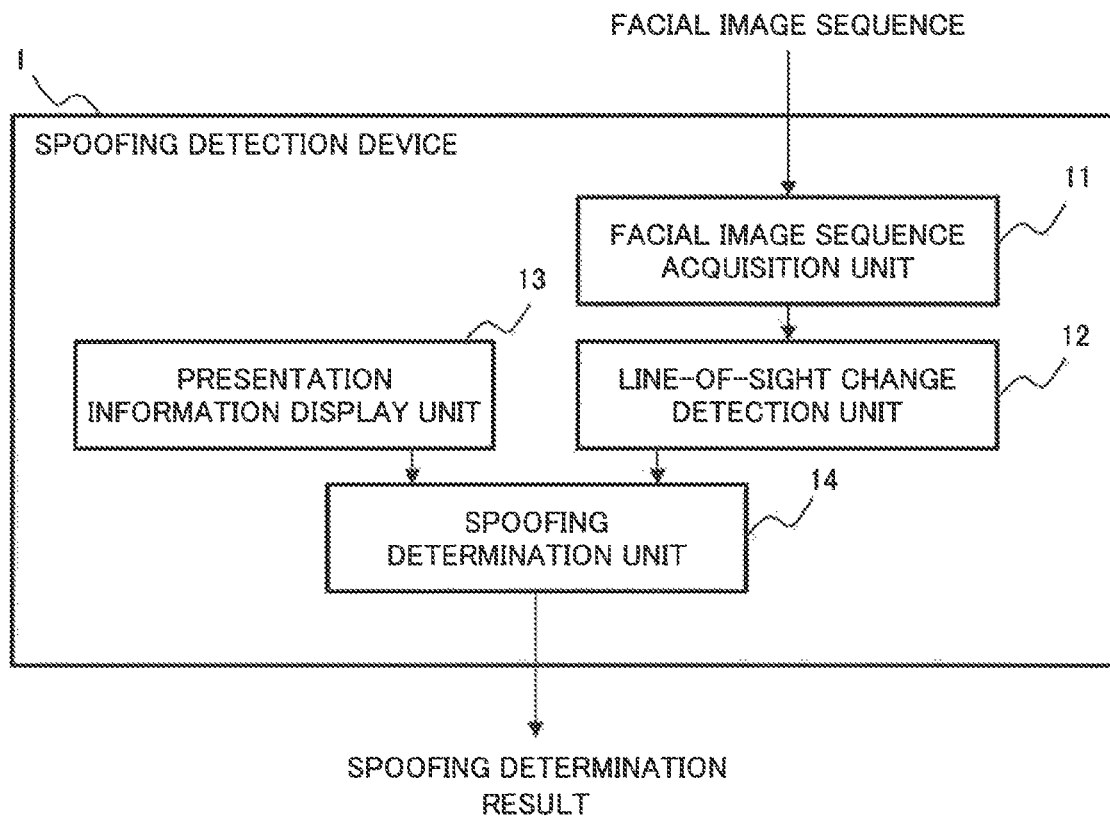 FACIAL IMAGE SEQUENCE
1
SPOOFING DETECTION DEVICE
11
FACIAL IMAGE SEQUENCE
ACQUISITION UNIT
13
12
PRESENTATION
INFORMATION DISPLAY UNIT
LINE-OF-SIGHT CHANGE
DETECTION UNIT
14
SPOOFING
DETERMINATION UNIT
SPOOFING DETERMINATION
RESULT